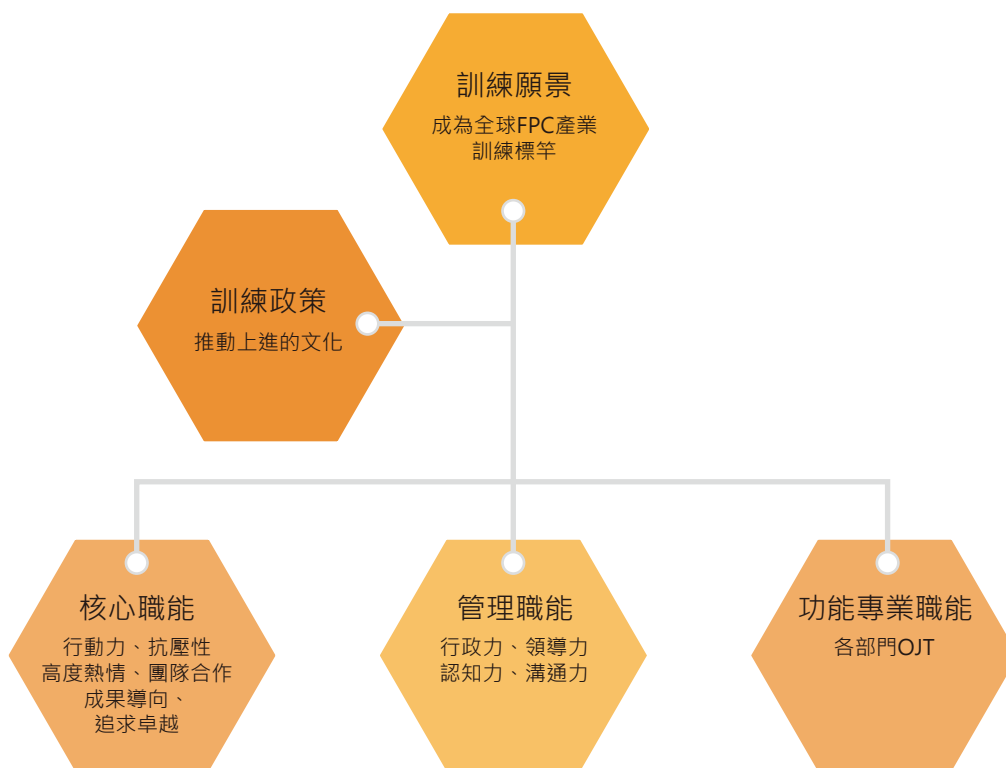 訓練願景
成為全球FPC產業
訓練標竿
訓練政策
推動上進的文化
核心職能
行動力、抗壓性
高度熱情、團隊合作
成果導向、
追求卓越
管理職能
行政力、領導力
認知力、溝通力
功能專業職能
各部門OJT